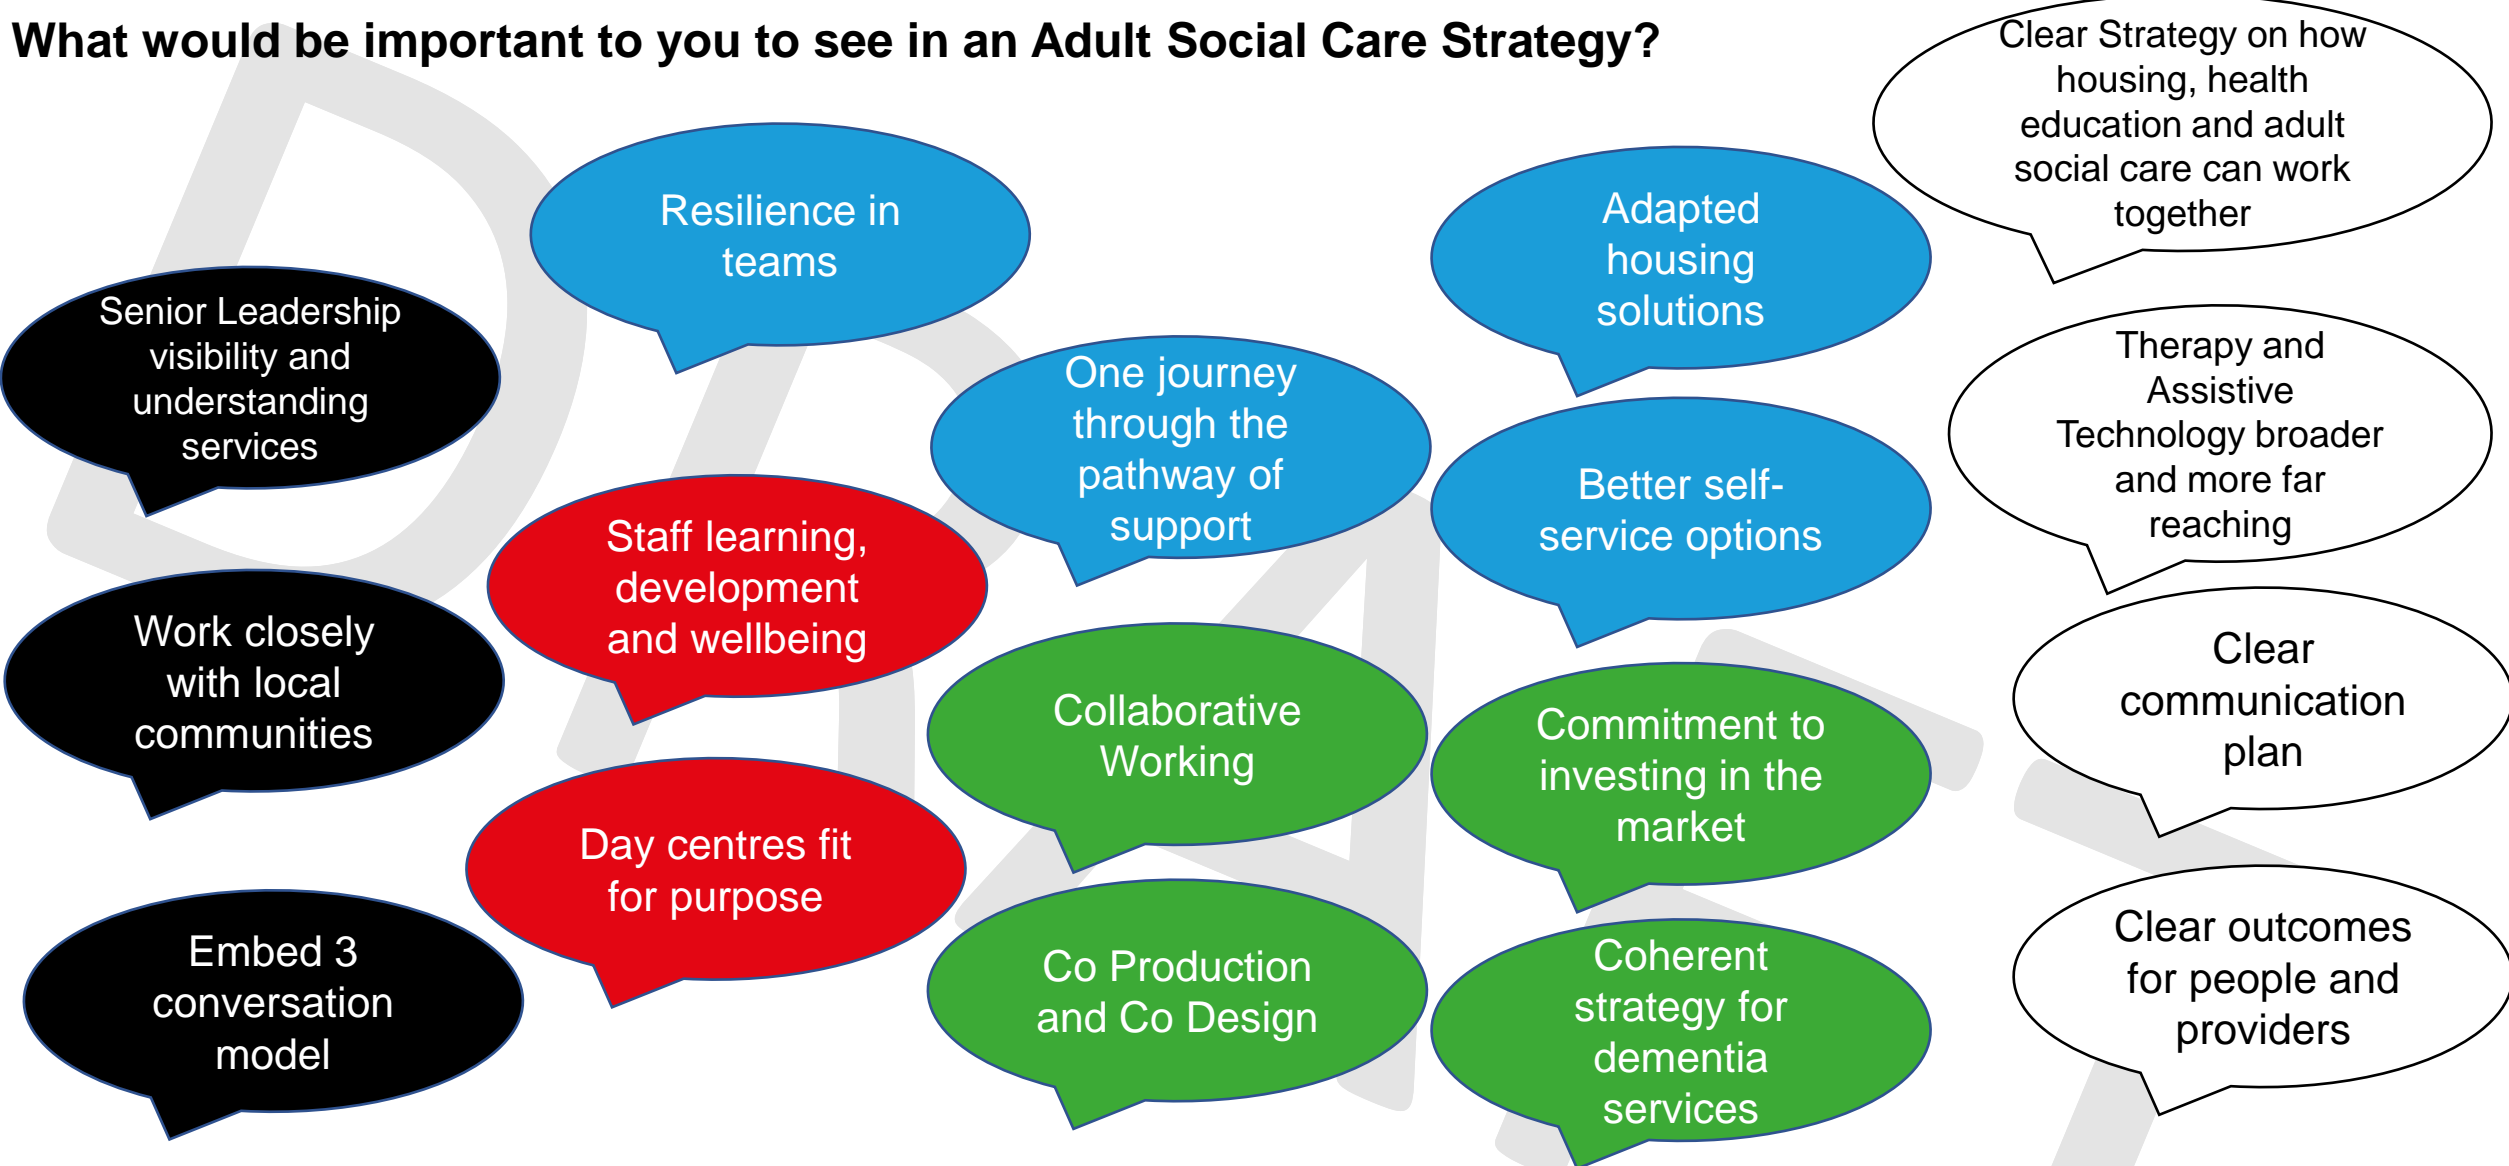 What would be important to you to see in an Adult Social Care Strategy?
Clear Strategy on how
housing, health
education and adult
social care can work
together
Resilience in
teams
Adapted
housing
solutions
Senior Leadership
visibility and
understanding
services
One journey
through the
pathway of
support
Therapy and
Assistive
Technology broader
and more far
reaching
Staff learning,
development
and wellbeing
Better self-
service options
Work closely
with local
communities
Collaborative
Working
Commitment to
investing in the
market
Clear
communication
plan
Day centres fit
for purpose
Embed 3
conversation
model
Co Production
and Co Design
Coherent
strategy for
dementia
services
Clear outcomes
for people and
providers
DRAFT